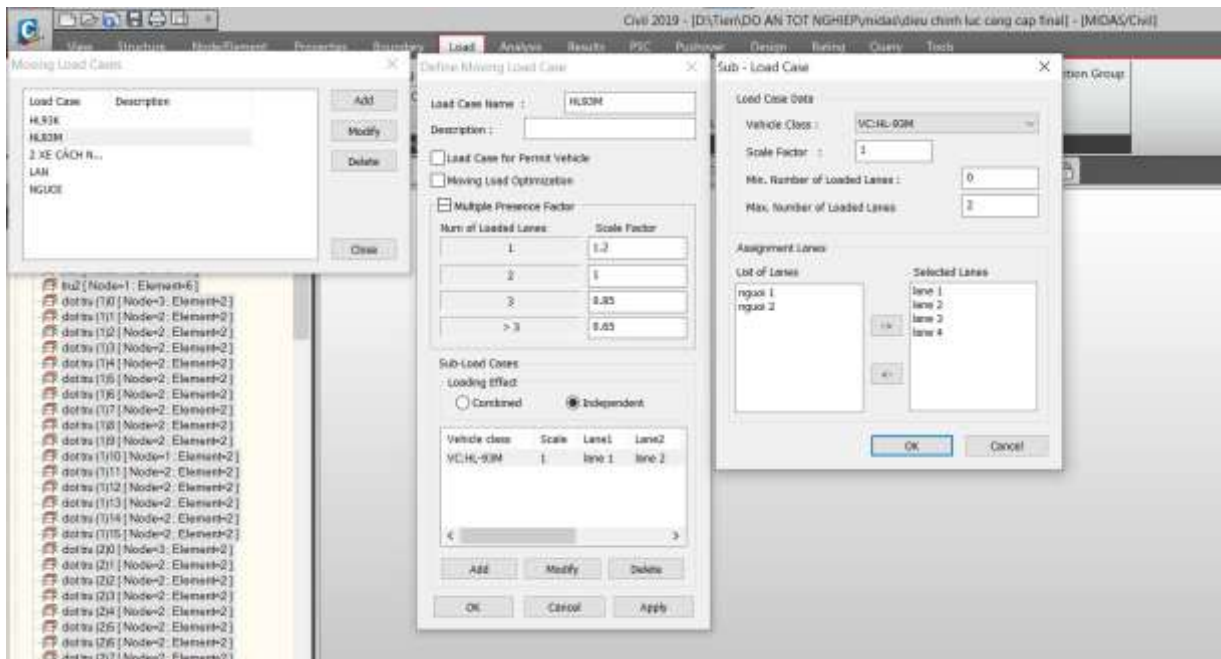 Civil 2019 - [D:\Tien\DO AN TOT NGHIEP\midas\dieu chinh luc cang cap final] - [MIDAS/Civil]
View Structure Node/Element Properties Boundary Load Analysis Results PSC Pushover Design Rating Query Tools
Moving Load Cases
Load Case Description
HL93K
HL93M
2 XE CÁCH N...
LAN
NGUOI
Add
Modify
Delete
Close
Define Moving Load Case
Load Case Name : HL93M
Description :
Load Case for Permit Vehicle
Moving Load Optimization
Multiple Presence Factor
Num of Loaded Lanes Scale Factor
1 1.2
2 1
3 0.85
> 3 0.65
Sub-Load Cases
Loading Effect
Combined Independent
Vehicle class Scale Lane1 Lane2
VC:HL-93M 1 lane 1 lane 2
Add Modify Delete
OK Cancel Apply
Sub - Load Case
Load Case Data
Vehicle Class : VC:HL-93M
Scale Factor : 1
Min. Number of Loaded Lanes : 0
Max. Number of Loaded Lanes 2
Assignment Lanes
List of Lanes Selected Lanes
nguoi 1
nguoi 2
lane 1
lane 2
lane 3
lane 4
->
<-
OK Cancel
tion Group
tru2 [ Node=1 ; Element=6 ]
dot tru (1)0 [ Node=3 ; Element=2 ]
dot tru (1)1 [ Node=2 ; Element=2 ]
dot tru (1)2 [ Node=2 ; Element=2 ]
dot tru (1)3 [ Node=2 ; Element=2 ]
dot tru (1)4 [ Node=2 ; Element=2 ]
dot tru (1)5 [ Node=2 ; Element=2 ]
dot tru (1)6 [ Node=2 ; Element=2 ]
dot tru (1)7 [ Node=2 ; Element=2 ]
dot tru (1)8 [ Node=2 ; Element=2 ]
dot tru (1)9 [ Node=2 ; Element=2 ]
dot tru (1)10 [ Node=1 ; Element=2 ]
dot tru (1)11 [ Node=2 ; Element=2 ]
dot tru (1)12 [ Node=2 ; Element=2 ]
dot tru (1)13 [ Node=2 ; Element=2 ]
dot tru (1)14 [ Node=2 ; Element=2 ]
dot tru (1)15 [ Node=2 ; Element=2 ]
dot tru (2)0 [ Node=3 ; Element=2 ]
dot tru (2)1 [ Node=2 ; Element=2 ]
dot tru (2)2 [ Node=2 ; Element=2 ]
dot tru (2)3 [ Node=2 ; Element=2 ]
dot tru (2)4 [ Node=2 ; Element=2 ]
dot tru (2)5 [ Node=2 ; Element=2 ]
dot tru (2)6 [ Node=2 ; Element=2 ]
dot tru (2)7 [ Node=2 ; Element=2 ]